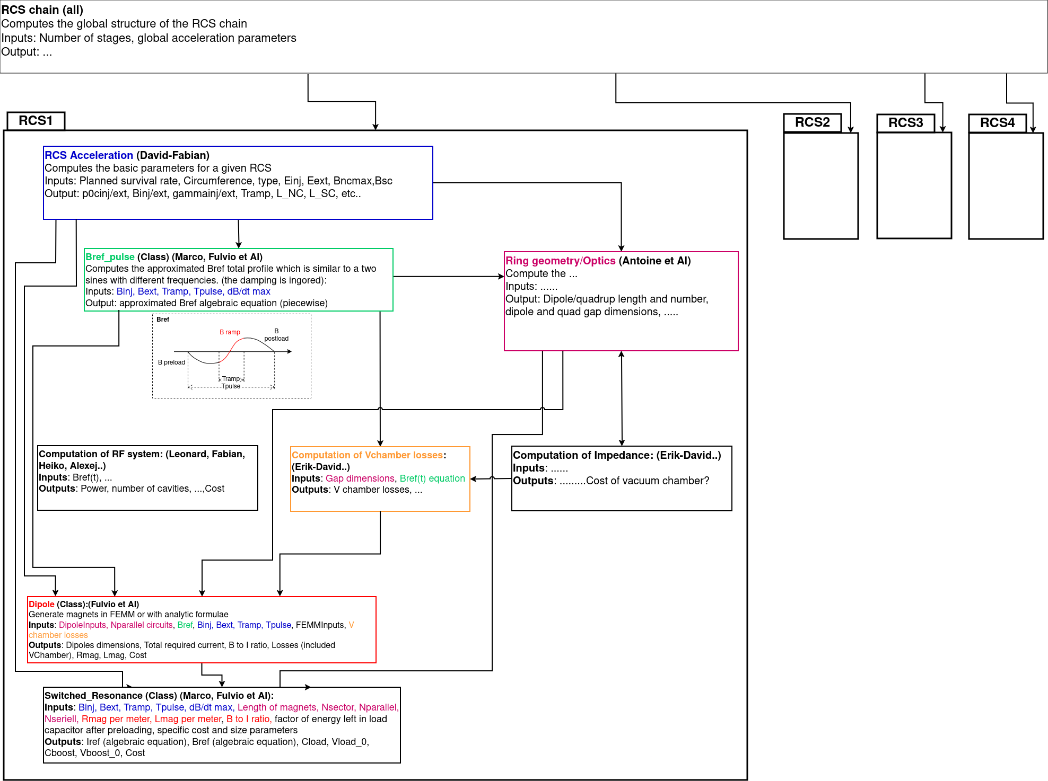 RCS chain (all)
Computes the global structure of the RCS chain
Inputs: Number of stages, global acceleration parameters
Output: ...
RCS1
RCS2
RCS3
RCS4
RCS Acceleration (David-Fabian)
Computes the basic parameters for a given RCS
Inputs: Planned survival rate, Circumference, type, Einj, Eext, Bncmax,Bsc
Output: p0cinj/ext, Binj/ext, gammainj/ext, Tramp, L_NC, L_SC, etc..
Bref_pulse (Class) (Marco, Fulvio et Al)
Computes the approximated Bref total profile which is similar to a two
sines with different frequencies. (the damping is ingored):
Inputs: Binj, Bext, Tramp, Tpulse, dB/dt max
Output: approximated Bref algebraic equation (piecewise)
Ring geometry/Optics (Antoine et Al)
Compute the ...
Inputs: ......
Output: Dipole/quadrup length and number,
dipole and quad gap dimensions, .....
Bref
B ramp
B
postload
B preload
Tramp
Tpulse
Computation of RF system: (Leonard, Fabian,
Heiko, Alexej..)
Inputs: Bref(t), ...
Outputs: Power, number of cavities, ...,Cost
Computation of Vchamber losses:
(Erik-David..)
Inputs: Gap dimensions, Bref(t) equation
Outputs: V chamber losses, ...
Computation of Impedance: (Erik-David..)
Inputs: ......
Outputs: .........Cost of vacuum chamber?
Dipole (Class):(Fulvio et Al)
Generate magnets in FEMM or with analytic formulae
Inputs: DipoleInputs, Nparallel circuits, Bref, Binj, Bext, Tramp, Tpulse, FEMMInputs, V
chamber losses
Outputs: Dipoles dimensions, Total required current, B to I ratio, Losses (included
VChamber), Rmag, Lmag, Cost
Switched_Resonance (Class) (Marco, Fulvio et Al):
Inputs: Binj, Bext, Tramp, Tpulse, dB/dt max, Length of magnets, Nsector, Nparallel,
Nseriell, Rmag per meter, Lmag per meter, B to I ratio, factor of energy left in load
capacitor after preloading, specific cost and size parameters
Outputs: Iref (algebraic equation), Bref (algebraic equation), Cload, Vload_0,
Cboost, Vboost_0, Cost